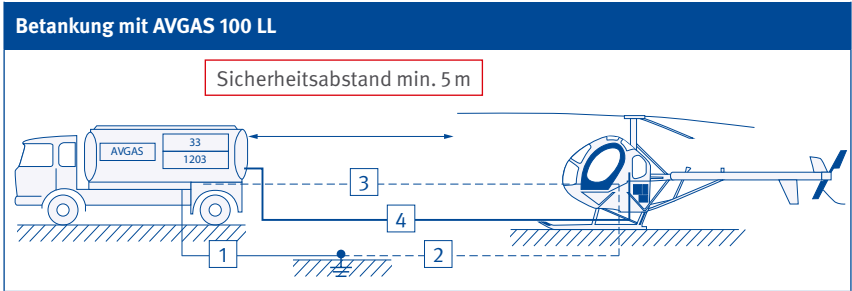 Betankung mit AVGAS 100 LL
Sicherheitsabstand min. 5 m
AVGAS
33
1203
3
4
1
2